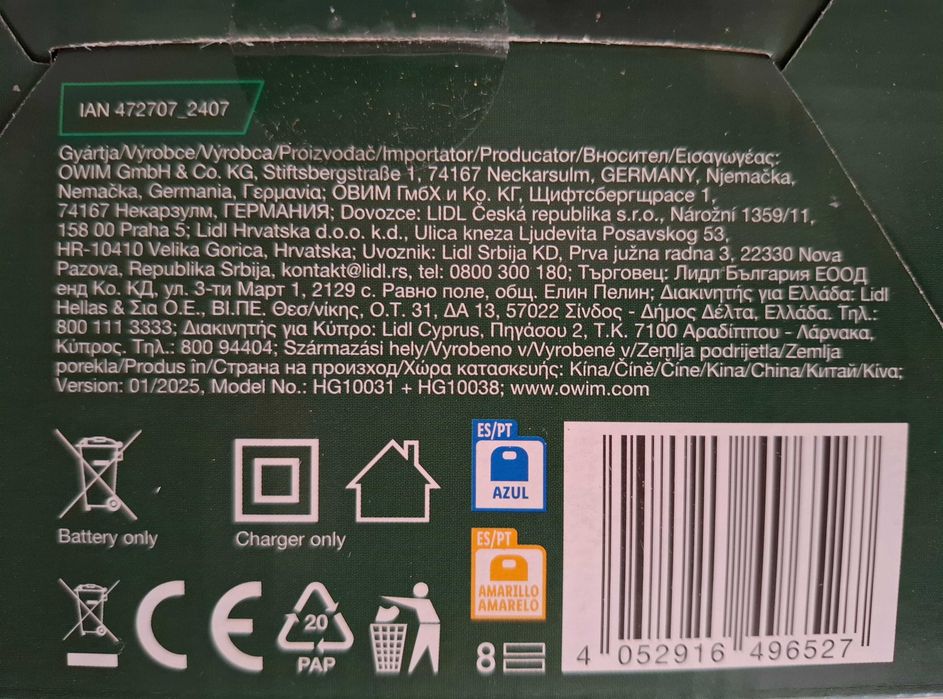 IAN 472707_2407
Gyártja/Výrobce/Výrobca/Proizvođač/Importator/Producator/Вносител/Εισαγωγέας:
OWIM GmbH & Co. KG, Stiftsbergstraße 1, 74167 Neckarsulm, GERMANY, Njemačka,
Nemačka, Germania, Германия; ОВИМ ГмбХ и Ко. КГ, Щифтсбергщрасе 1,
74167 Некарзулм, ГЕРМАНИЯ; Dovozce: LIDL Česká republika s.r.o., Nárožní 1359/11,
158 00 Praha 5; Lidl Hrvatska d.o.o. k.d., Ulica kneza Ljudevita Posavskog 53,
HR-10410 Velika Gorica, Hrvatska; Uvoznik: Lidl Srbija KD, Prva južna radna 3, 22330 Nova
Pazova, Republika Srbija, kontakt@lidl.rs, tel: 0800 300 180; Търговец: Лидл България ЕООД
енд Ко. КД, ул. 3-ти Март 1, 2129 с. Равно поле, общ. Елин Пелин; Διακινητής για Ελλάδα: Lidl
Hellas & Σια Ο.Ε., ΒΙ.ΠΕ. Θεσ/νίκης, Ο.Τ. 31, ΔΑ 13, 57022 Σίνδος - Δήμος Δέλτα, Ελλάδα. Τηλ.:
800 111 3333; Διακινητής για Κύπρο: Lidl Cyprus, Πηγάσου 2, Τ.Κ. 7100 Αραδίππου - Λάρνακα,
Κύπρος. Τηλ.: 800 94404; Származási hely/Vyrobeno v/Vyrobené v/Zemlja podrijetla/Zemlja
porekla/Produs in/Страна на произход/Χώρα κατασκευής: Kína/Číně/Číne/Kina/China/Китай/Κίνα;
Version: 01/2025, Model No.: HG10031 + HG10038; www.owim.com
Battery only
Charger only
ES/PT
AZUL
ES/PT
AMARILLO
AMARELO
CE
20
PAP
8
4 052916 496527